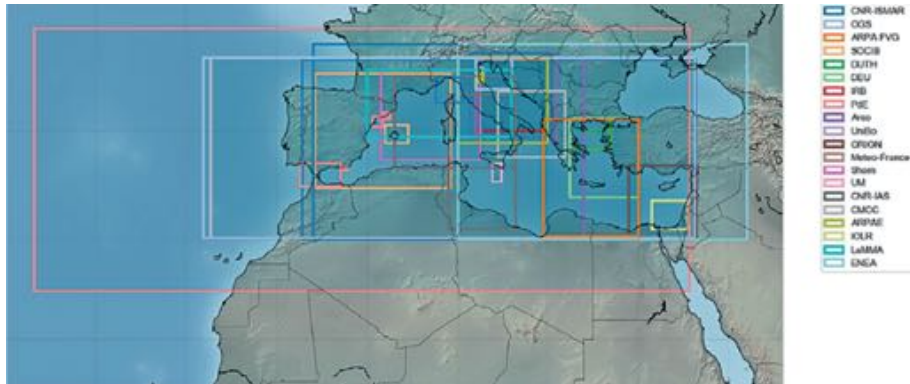 CNR-ISMAR
OGS
ARPA FVG
SOCIB
DUTH
DEU
IRB
PdE
Arso
UniBo
ORION
Meteo-France
Shom
UM
CNR-IAS
CMCC
ARPAE
IOLR
LaMMA
ENEA